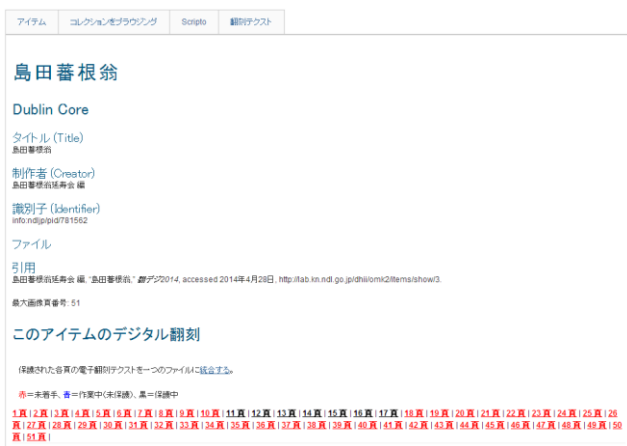 アイテム コレクションをブラウジング Scripto 翻刻テクスト
島田蕃根翁
Dublin Core
タイトル (Title)
島田蕃根翁
制作者 (Creator)
島田蕃根翁延寿会 編
識別子 (Identifier)
info:ndljp/pid/781562
ファイル
引用
島田蕃根翁延寿会 編, “島田蕃根翁,” 翻デジ2014, accessed 2014年4月28日, http://lab.kn.ndl.go.jp/dhii/omk2/items/show/3.
最大画像頁番号: 51
このアイテムのデジタル翻刻
保護された各頁の電子翻刻テクストを一つのファイルに統合する。
赤=未着手、青=作業中(未保護)、黒=保護中
1頁 | 2頁 | 3頁 | 4頁 | 5頁 | 6頁 | 7頁 | 8頁 | 9頁 | 10頁 | 11頁 | 12頁 | 13頁 | 14頁 | 15頁 | 16頁 | 17頁 | 18頁 | 19頁 | 20頁 | 21頁 | 22頁 | 23頁 | 24頁 | 25頁 | 26
頁 | 27頁 | 28頁 | 29頁 | 30頁 | 31頁 | 32頁 | 33頁 | 34頁 | 35頁 | 36頁 | 37頁 | 38頁 | 39頁 | 40頁 | 41頁 | 42頁 | 43頁 | 44頁 | 45頁 | 46頁 | 47頁 | 48頁 | 49頁 | 50
頁 | 51頁 |